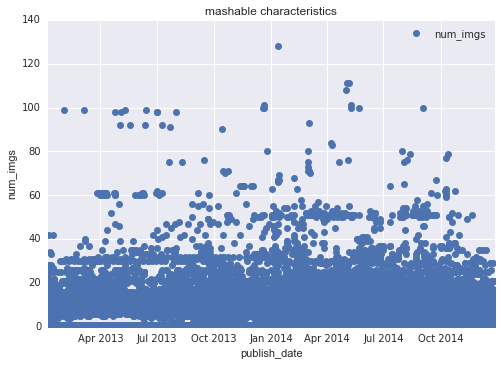 mashable characteristics
num_imgs
140
120
100
80
60
40
20
0
num_imgs
Apr 2013 Jul 2013 Oct 2013 Jan 2014 Apr 2014 Jul 2014 Oct 2014
publish_date